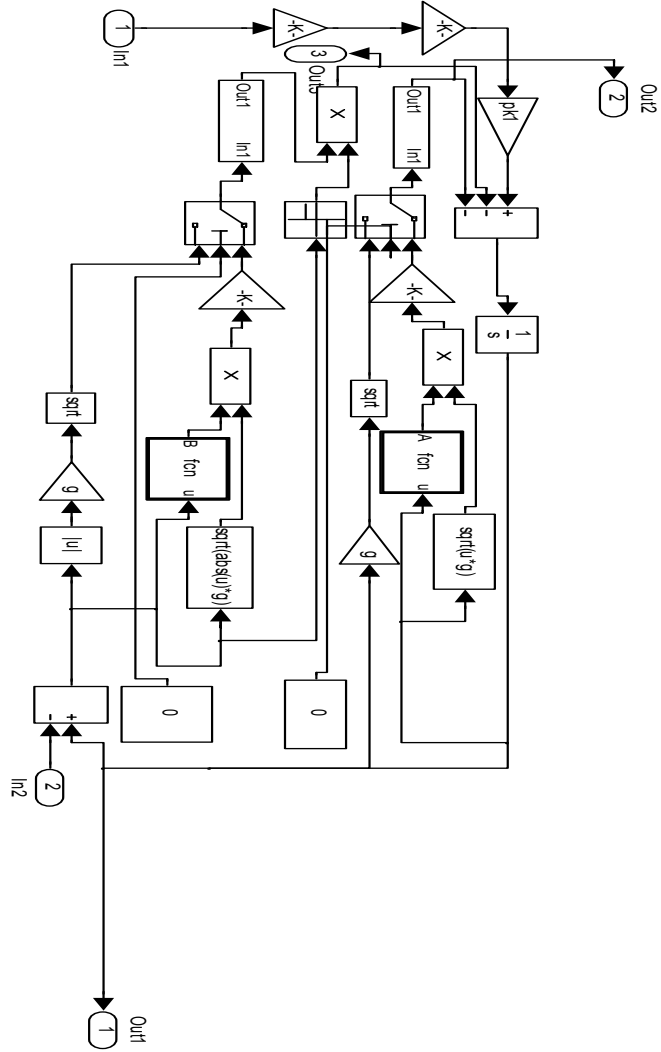 Out2
2
pk1
+
−
−
1
s
-K-
X
sqrt(u*g)
A fcn u
Out1 In1
-K-
sqrt
g
X
0
3
Out3
-K-
Out1 In1
-K-
X
sqrt(abs(u)*g)
B fcn u
0
1
In1
Out1
1
sqrt
g
|u|
+
−
2
In2